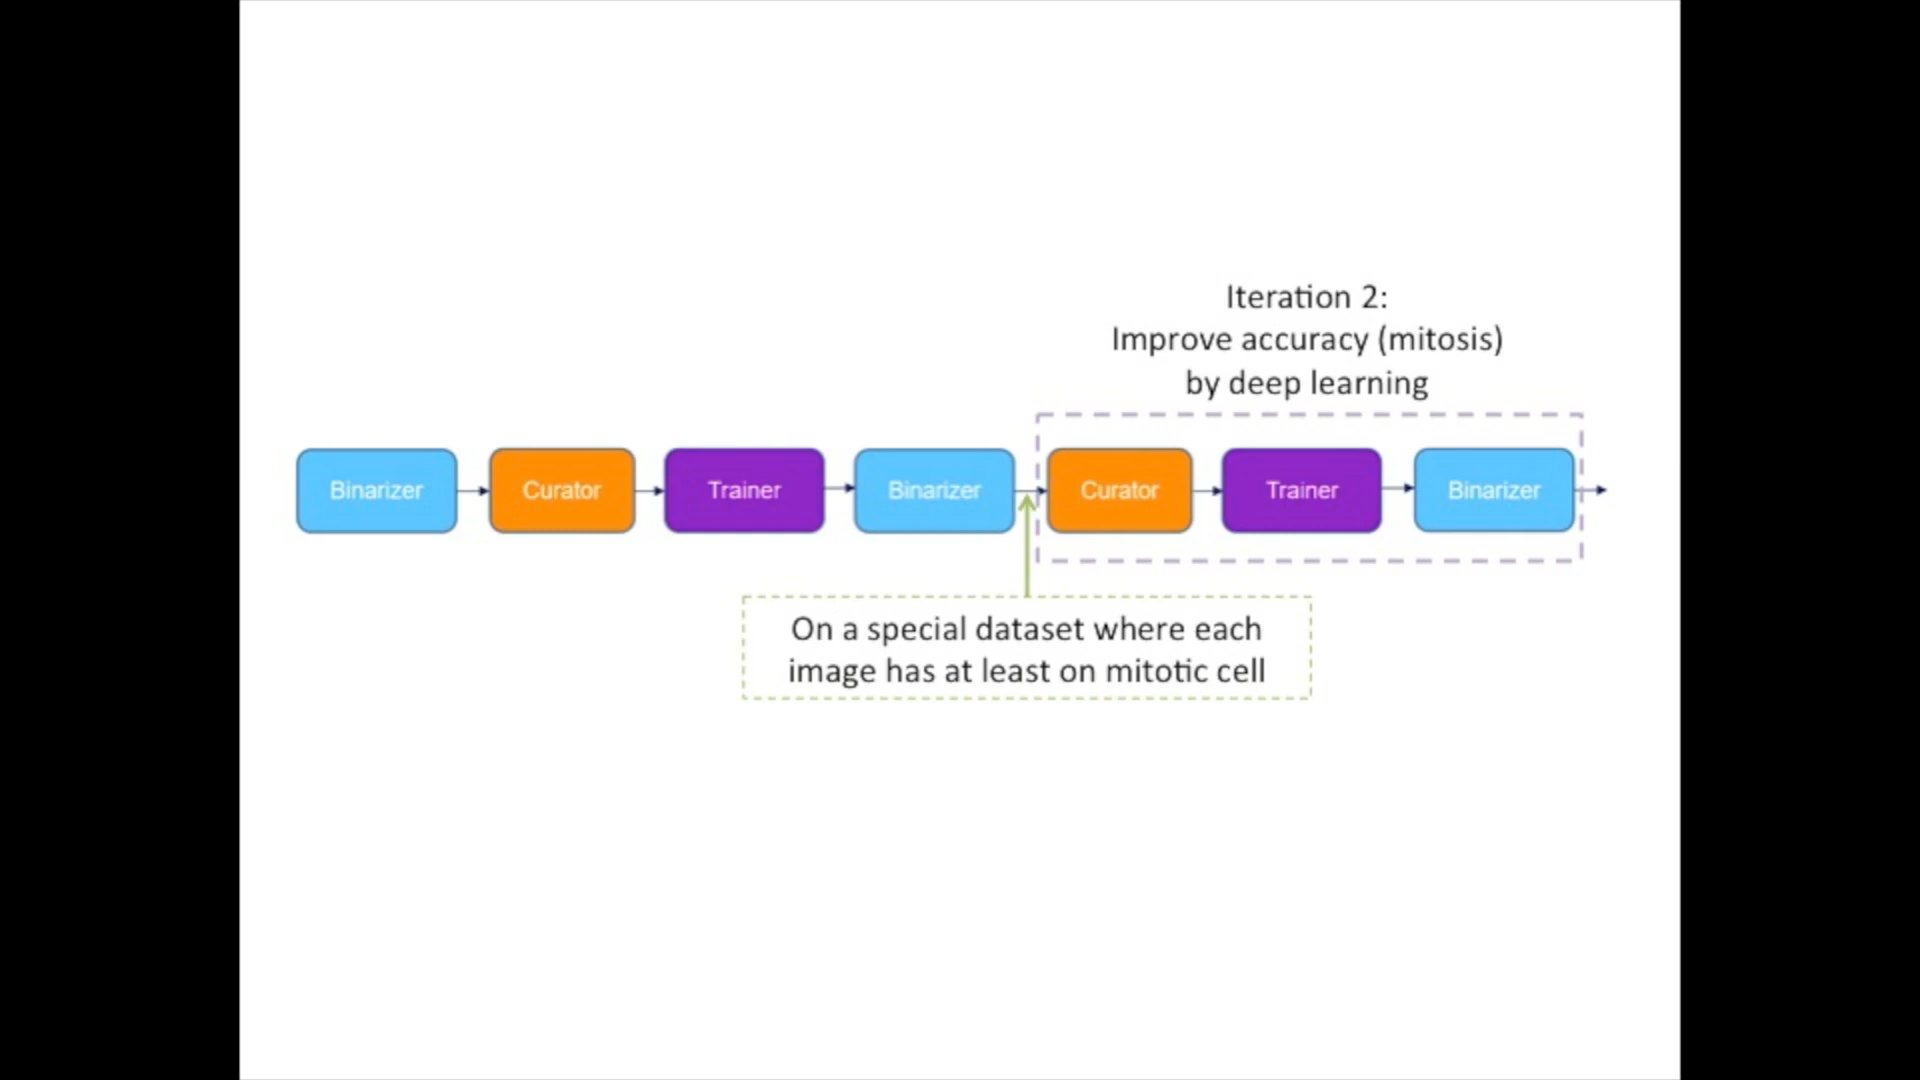 Iteration 2:
Improve accuracy (mitosis)
by deep learning
Binarizer
Curator
Trainer
Binarizer
Curator
Trainer
Binarizer
On a special dataset where each
image has at least on mitotic cell